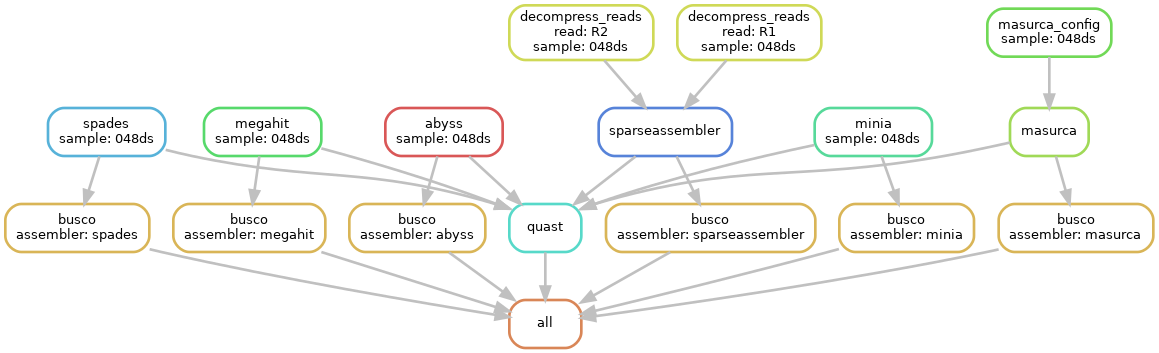 decompress_reads
read: R2
sample: 048ds
decompress_reads
read: R1
sample: 048ds
masurca_config
sample: 048ds
spades
sample: 048ds
megahit
sample: 048ds
abyss
sample: 048ds
sparseassembler
minia
sample: 048ds
masurca
busco
assembler: spades
busco
assembler: megahit
busco
assembler: abyss
quast
busco
assembler: sparseassembler
busco
assembler: minia
busco
assembler: masurca
all